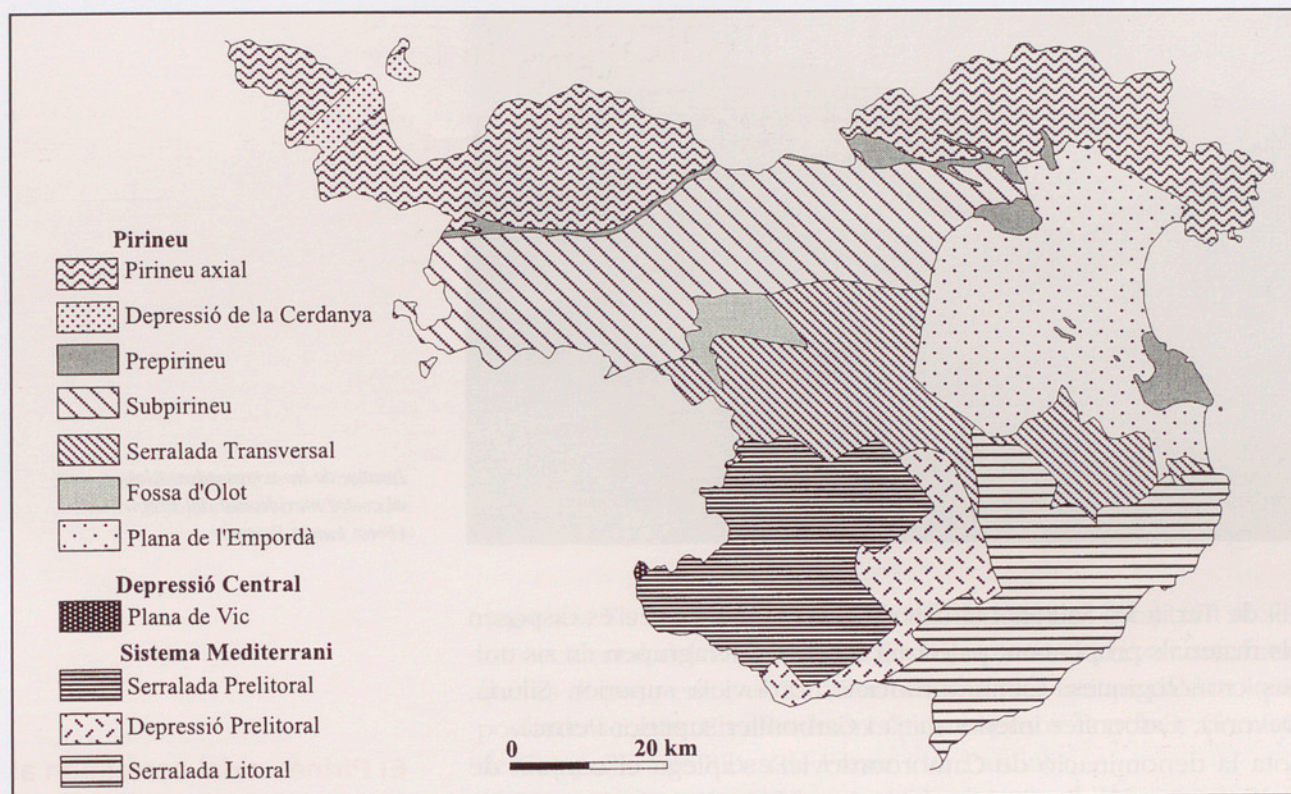 Pirineu
Pirineu axial
Depressió de la Cerdanya
Prepirineu
Subpirineu
Serralada Transversal
Fossa d'Olot
Plana de l'Empordà
Depressió Central
Plana de Vic
Sistema Mediterrani
Serralada Prelitoral
Depressió Prelitoral
Serralada Litoral
0 20 km